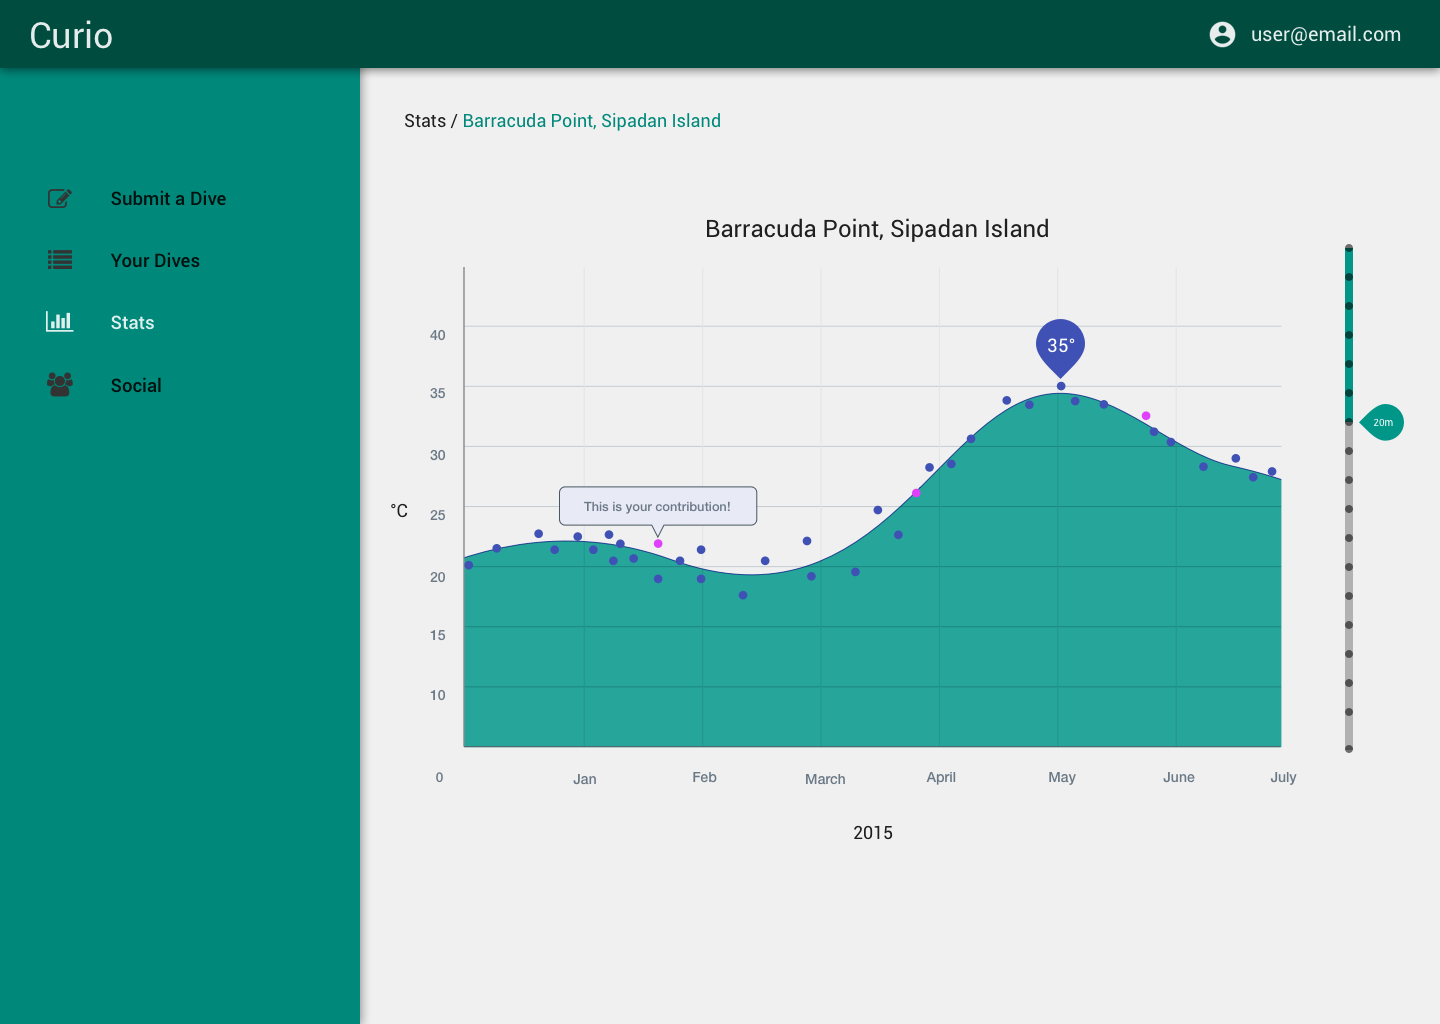 Curio
user@email.com
Stats / Barracuda Point, Sipadan Island
Submit a Dive
Your Dives
Stats
Social
Barracuda Point, Sipadan Island
40
35°
35
20m
30
This is your contribution!
°C
25
20
15
10
0
Jan
Feb
March
April
May
June
July
2015